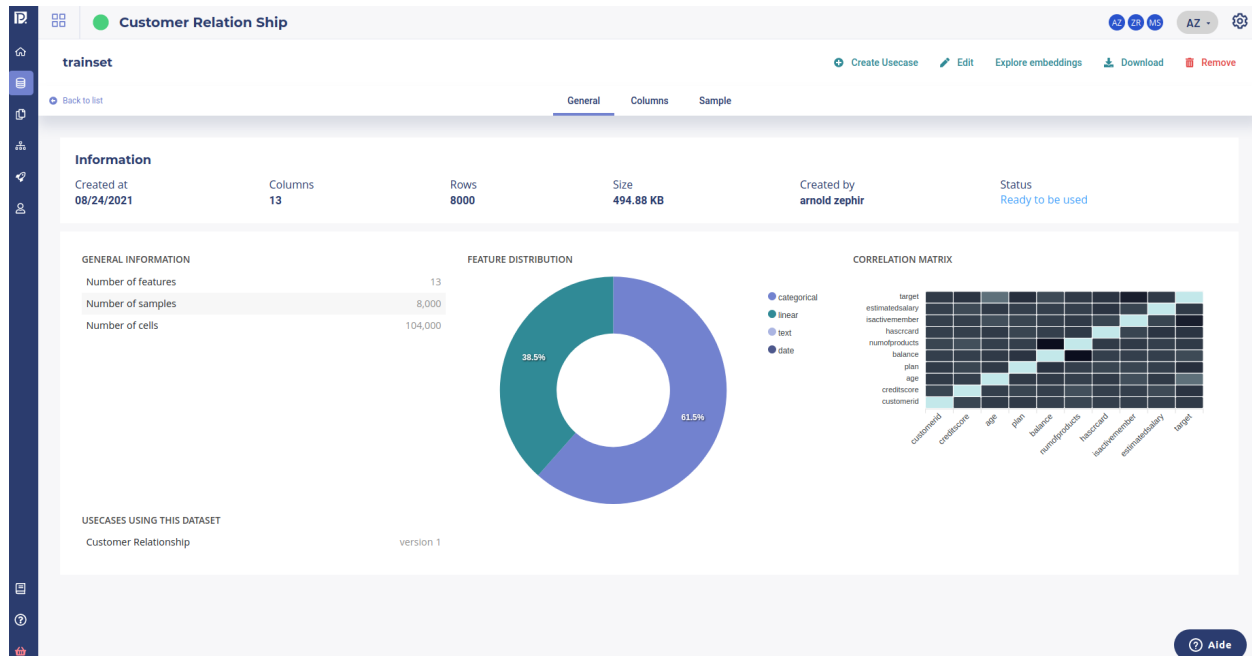 Customer Relation Ship
AZ ZR MS AZ
trainset
Create Usecase Edit Explore embeddings Download Remove
Back to list
General Columns Sample
Information
Created at Columns Rows Size Created by Status
08/24/2021 13 8000 494.88 KB arnold zephir Ready to be used
GENERAL INFORMATION
Number of features 13
Number of samples 8,000
Number of cells 104,000
FEATURE DISTRIBUTION
38.5%
61.5%
categorical
linear
text
date
CORRELATION MATRIX
target
estimatedsalary
isactivemember
hascrcard
numofproducts
balance
plan
age
creditscore
customerid
customerid creditscore age plan balance numofproducts hascrcard isactivemember estimatedsalary target
USECASES USING THIS DATASET
Customer Relationship version 1
Aide